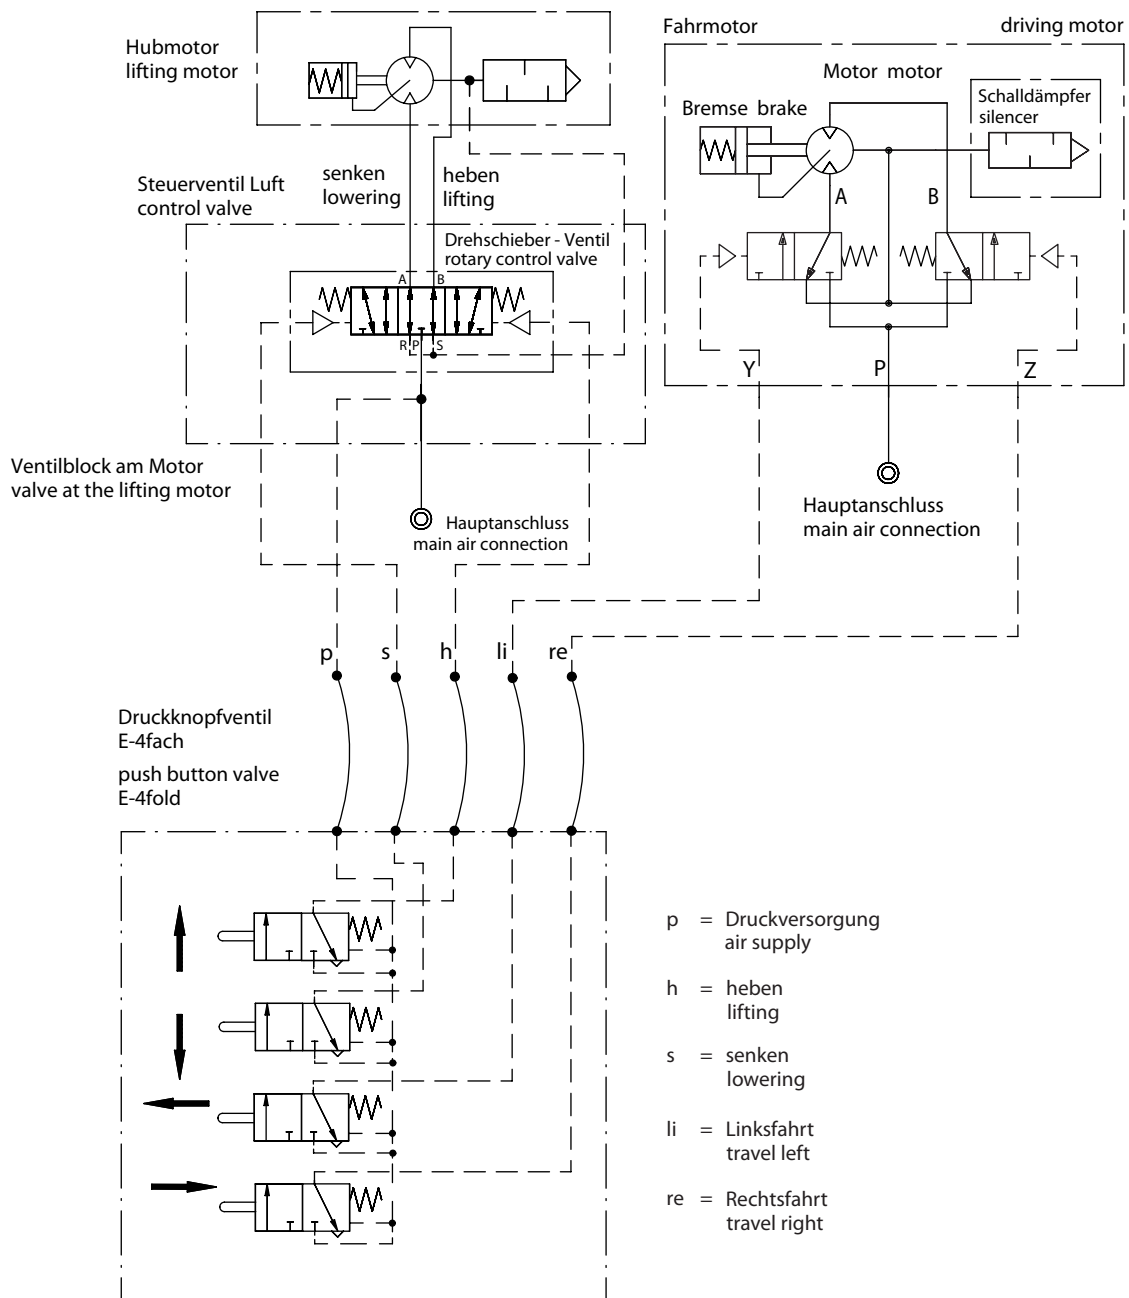 Hubmotor
lifting motor
Fahrmotor
driving motor
Motor motor
Bremse brake
Schalldämpfer
silencer
A
B
senken
lowering
heben
lifting
Steuerventil Luft
control valve
Drehschieber - Ventil
rotary control valve
A
B
R
P
S
Y
P
Z
Ventilblock am Motor
valve at the lifting motor
Hauptanschluss
main air connection
Hauptanschluss
main air connection
p
s
h
li
re
Druckknopfventil
E-4fach
push button valve
E-4fold
p = Druckversorgung
air supply
h = heben
lifting
s = senken
lowering
li = Linksfahrt
travel left
re = Rechtsfahrt
travel right